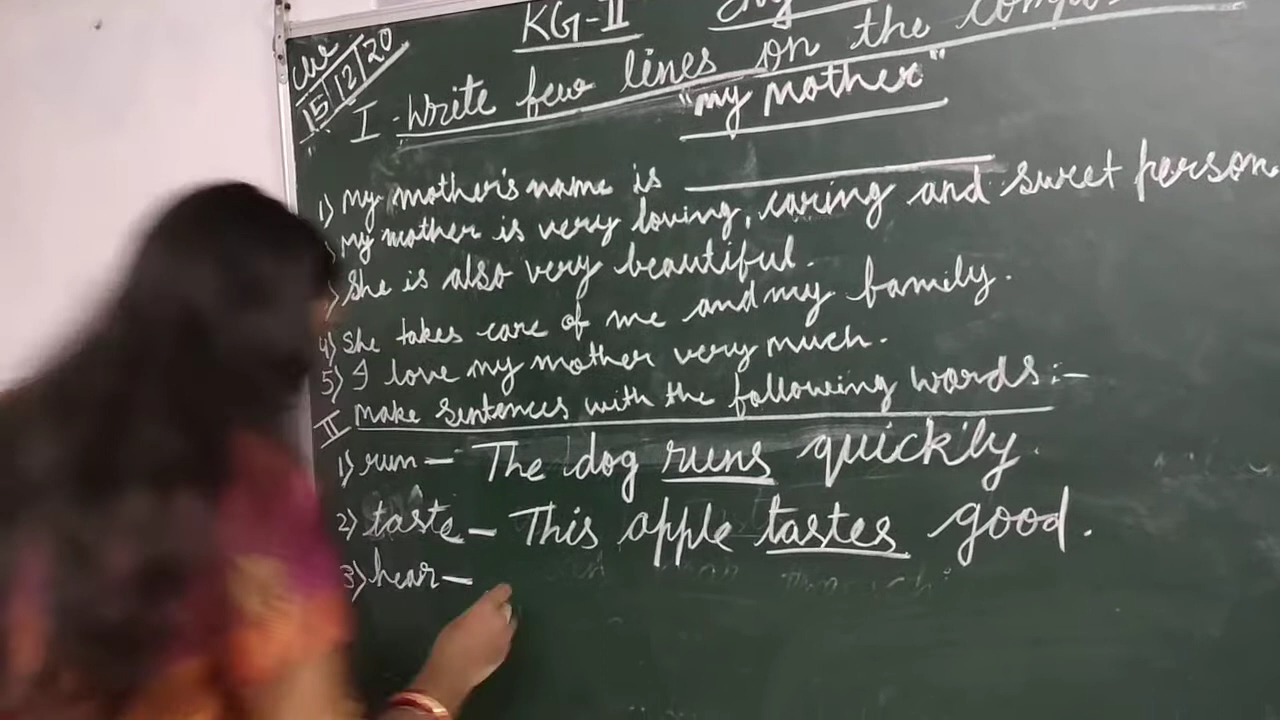 KG-II Eng
CW
15/12/20
I. Write few lines on the
"my mother"
1) my mother's name is
my mother is very loving, caring and sweet person
She is also very beautiful.
4) She takes care of me and my family.
5) I love my mother very much.
II Make sentences with the following words:-
1) run - The dog runs quickily.
2) taste - This apple tastes good.
3) hear -